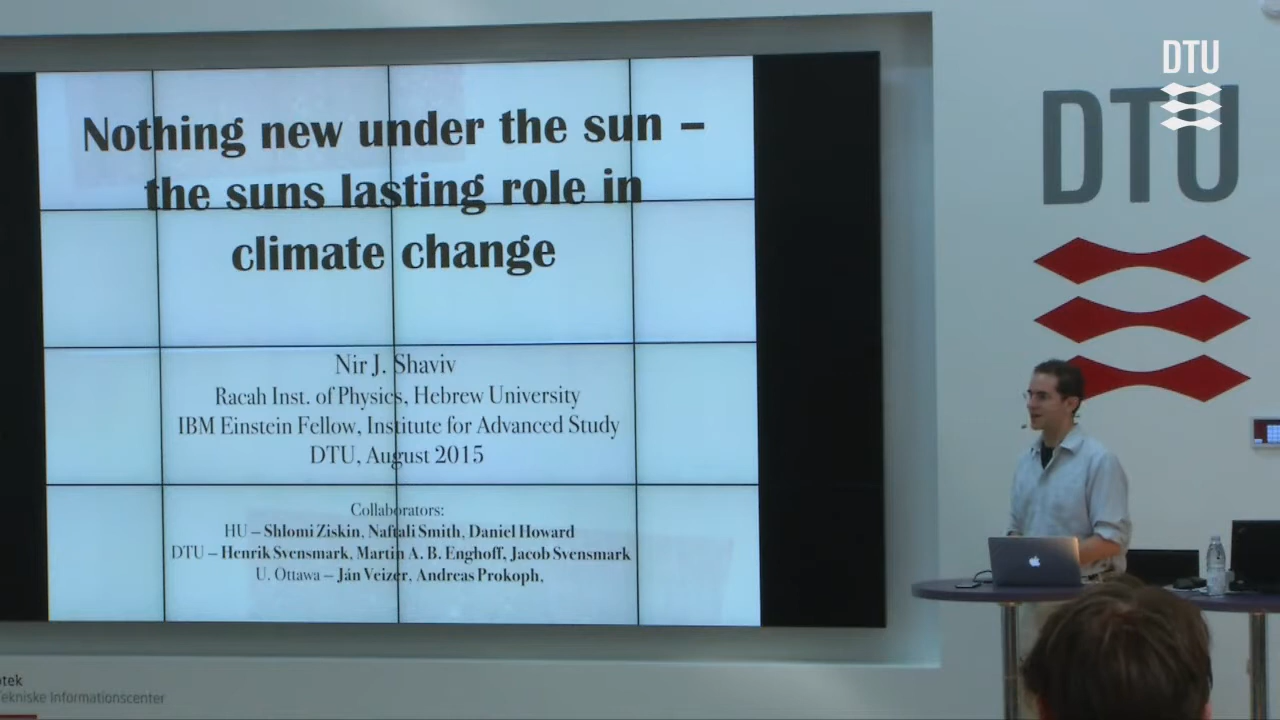 Nothing new under the sun –
the suns lasting role in
climate change
Nir J. Shaviv
Racah Inst. of Physics, Hebrew University
IBM Einstein Fellow, Institute for Advanced Study
DTU, August 2015
Collaborators:
HU – Shlomi Ziskin, Naftali Smith, Daniel Howard
DTU – Henrik Svensmark, Martin A. B. Enghoff, Jacob Svensmark
U. Ottawa – Ján Veizer, Andreas Prokoph,
DTU
DTU
otek
ekniske Informationscenter